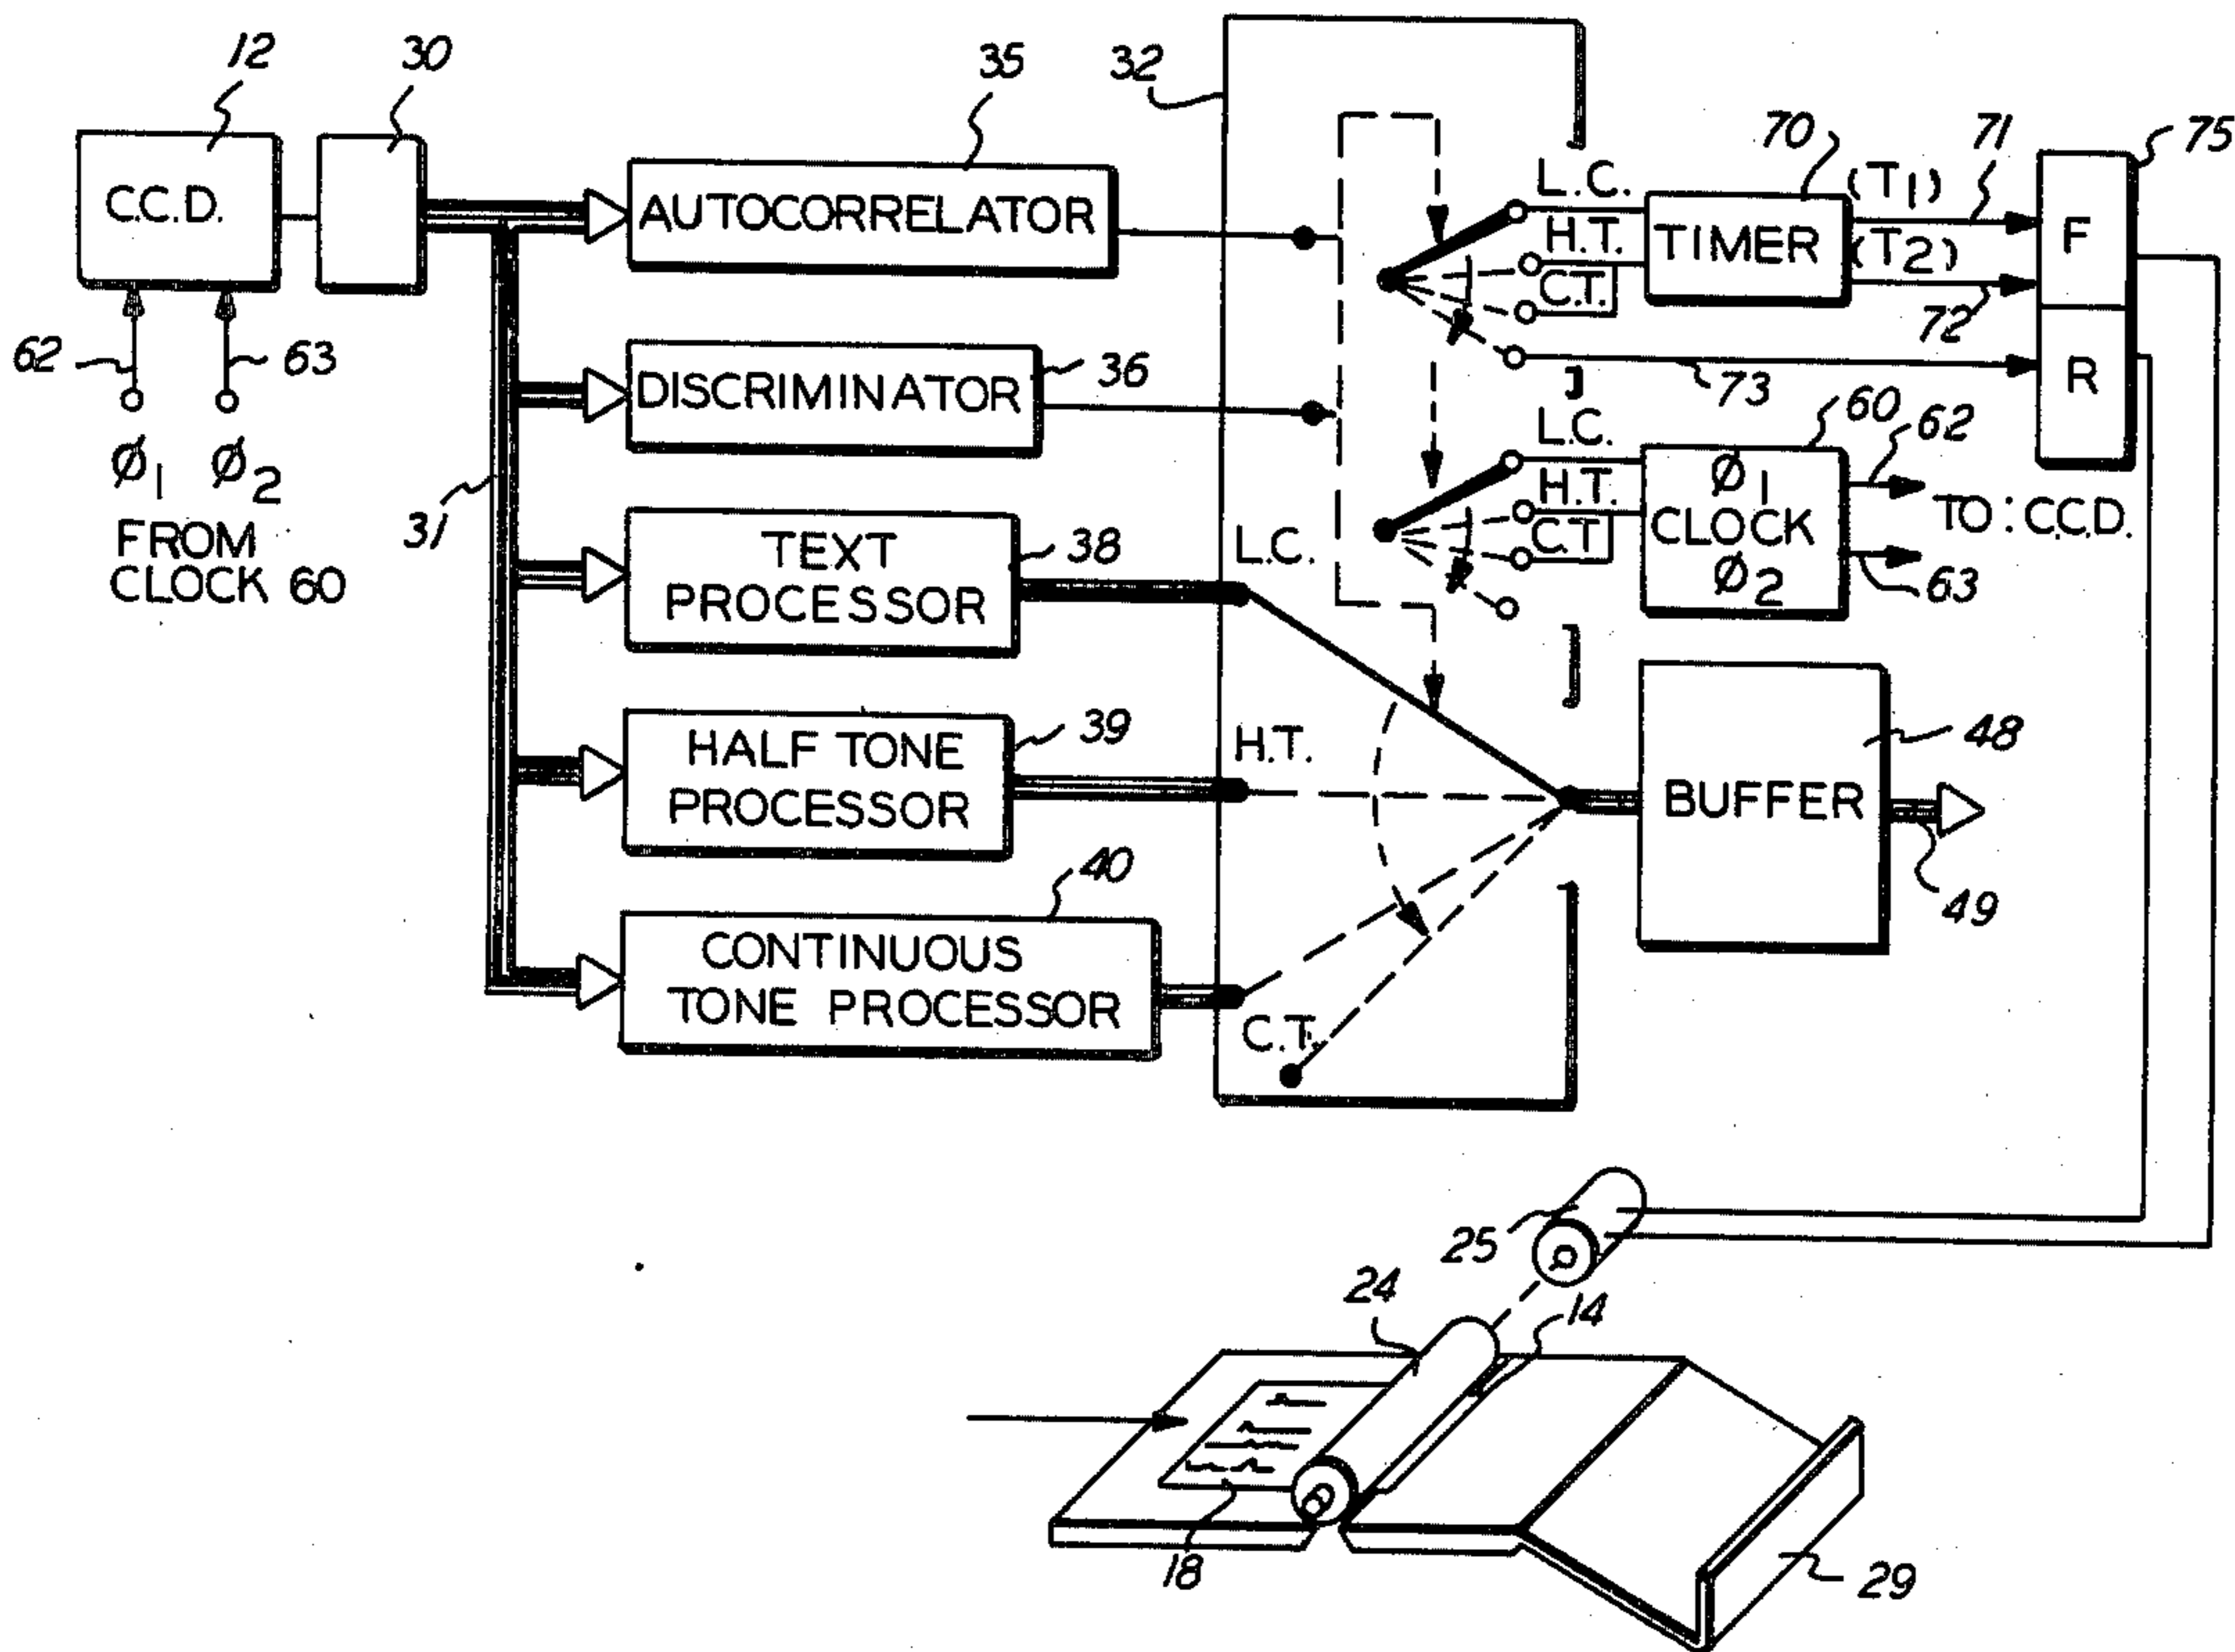 12
30
35
32
C.C.D.
AUTOCORRELATOR
L.C.
H.T.
C.T.
70
TIMER
(T1)
(T2)
71
72
73
75
F
R
62
63
ø1 ø2
FROM
CLOCK 60
31
DISCRIMINATOR
36
L.C.
H.T.
C.T
60
ø1
CLOCK
ø2
62
TO: C.C.D.
63
TEXT
PROCESSOR
38
L.C.
HALF TONE
PROCESSOR
39
H.T.
BUFFER
48
49
CONTINUOUS
TONE PROCESSOR
40
C.T.
25
24
14
18
29